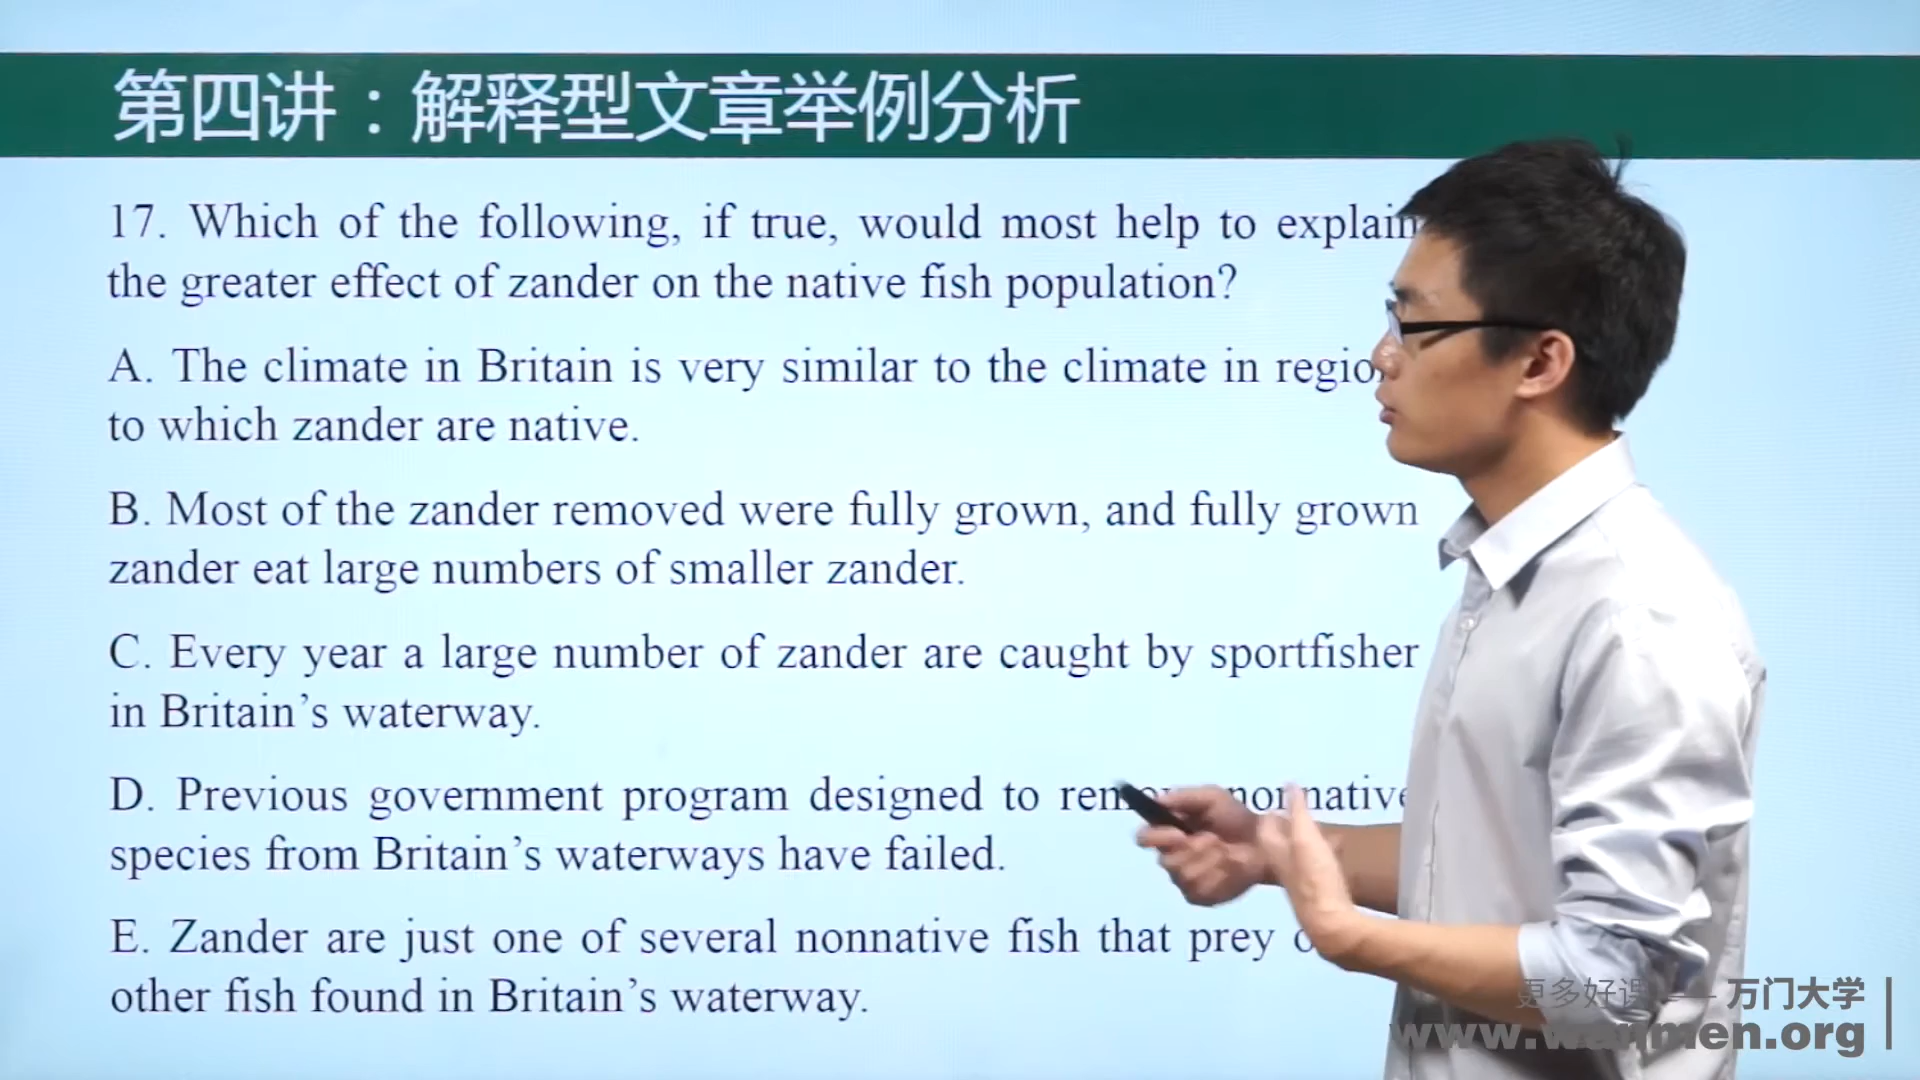 第四讲：解释型文章举例分析
17. Which of the following, if true, would most help to explain
the greater effect of zander on the native fish population?
A. The climate in Britain is very similar to the climate in
to which zander are native.
B. Most of the zander removed were fully grown, and fully grown
zander eat large numbers of smaller zander.
C. Every year a large number of zander are caught by sportfisher
in Britain’s waterway.
D. Previous government program designed to
species from Britain’s waterways have failed.
E. Zander are just one of several nonnative fish that prey
other fish found in Britain’s waterway.
更多好课 —— 万门大学
www.wanmen.org